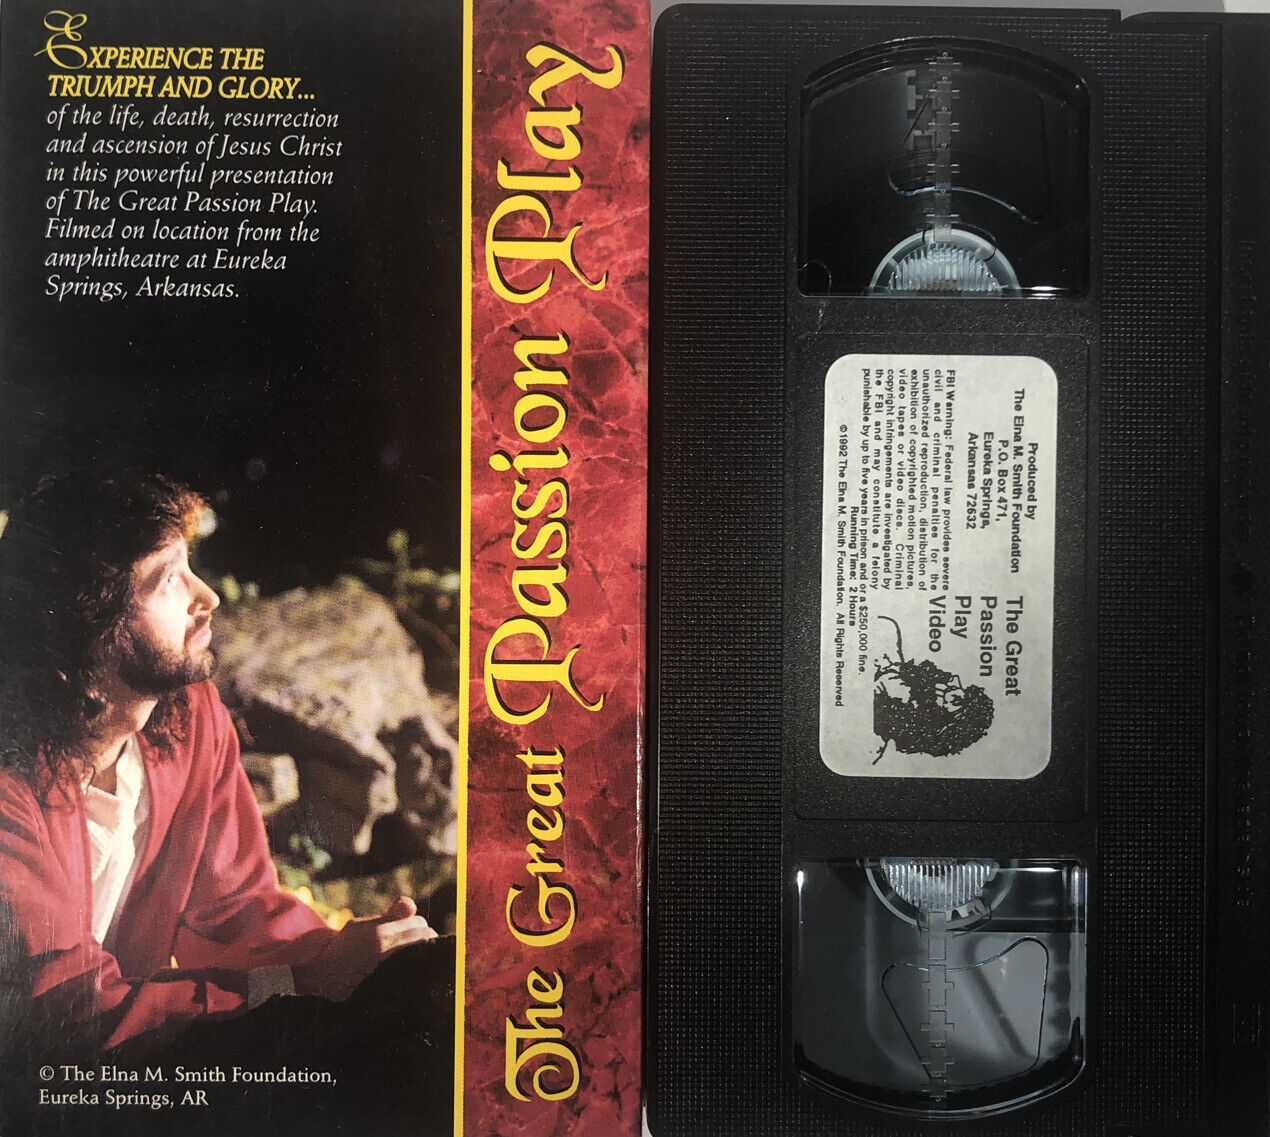 EXPERIENCE THE
TRIUMPH AND GLORY...
of the life, death, resurrection
and ascension of Jesus Christ
in this powerful presentation
of The Great Passion Play.
Filmed on location from the
amphitheatre at Eureka
Springs, Arkansas.
© The Elna M. Smith Foundation,
Eureka Springs, AR
The Great Passion Play
Produced by
The Elna M. Smith Foundation
P.O. Box 471,
Eureka Springs,
Arkansas 72632
The Great
Passion
Play
Video
FBI Warning: Federal law provides severe
civil and criminal penalties for the
unauthorized reproduction, distribution of
exhibition of copyrighted motion pictures,
video tapes or video discs. Criminal
copyright infringements are investigated by
the FBI and may constitute a felony
punishable by up to five years in prison and or a $250,000 fine.
Running Time: 2 Hours
©1992 The Elna M. Smith Foundation. All Rights Reserved